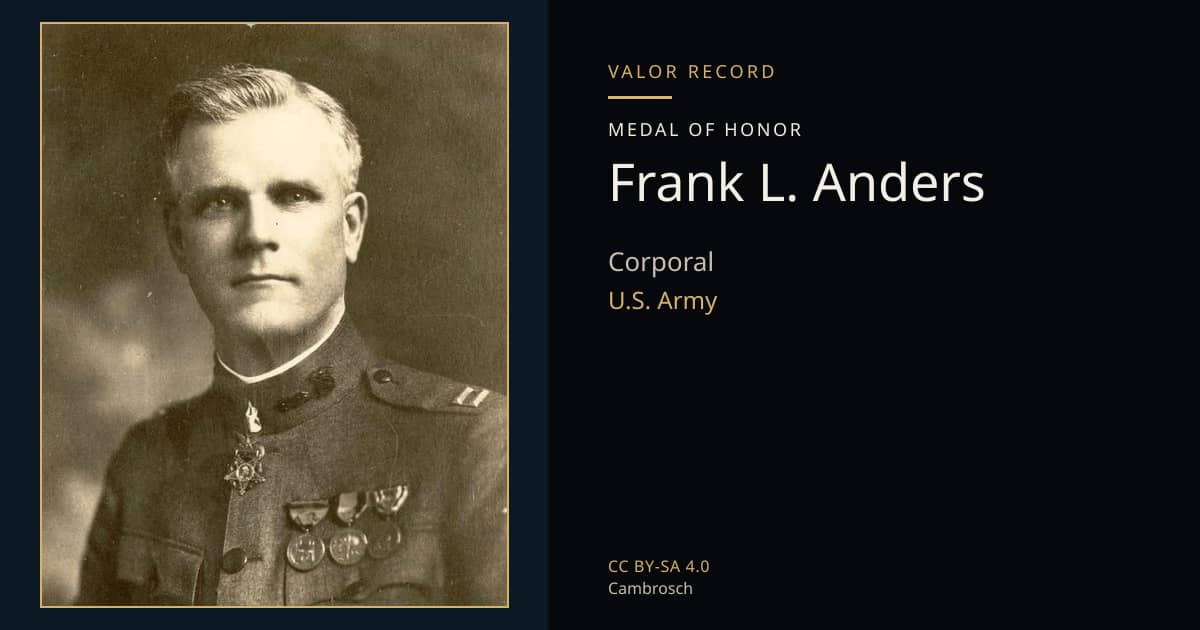 VALOR RECORD
MEDAL OF HONOR
Frank L. Anders
Corporal
U.S. Army
CC BY-SA 4.0
Cambrosch